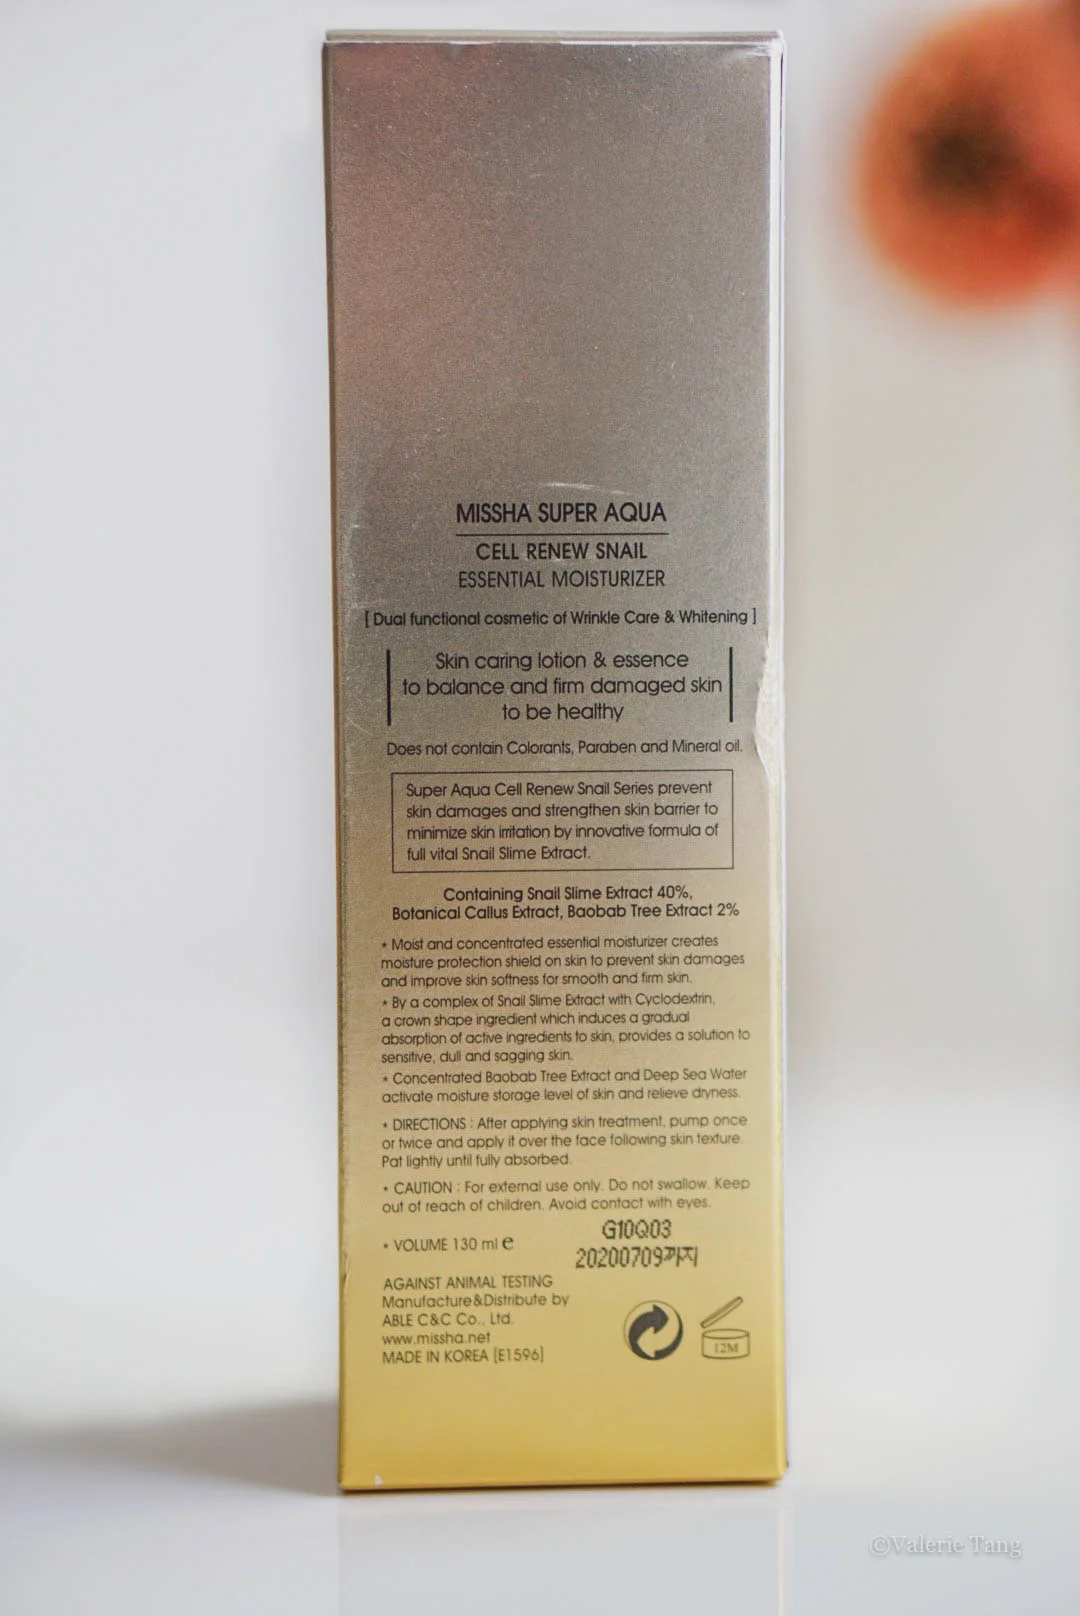 MISSHA SUPER AQUA
CELL RENEW SNAIL
ESSENTIAL MOISTURIZER
[ Dual functional cosmetic of Wrinkle Care & Whitening ]
Skin caring lotion & essence
to balance and firm damaged skin
to be healthy
Does not contain Colorants, Paraben and Mineral oil.
Super Aqua Cell Renew Snail Series prevent
skin damages and strengthen skin barrier to
minimize skin irritation by innovative formula of
full vital Snail Slime Extract.
Containing Snail Slime Extract 40%,
Botanical Callus Extract, Baobab Tree Extract 2%
* Moist and concentrated essential moisturizer creates
moisture protection shield on skin to prevent skin damages
and improve skin softness for smooth and firm skin.
* By a complex of Snail Slime Extract with Cyclodextrin,
a crown shape ingredient which induces a gradual
absorption of active ingredients to skin, provides a solution to
sensitive, dull and sagging skin.
* Concentrated Baobab Tree Extract and Deep Sea Water
activate moisture storage level of skin and relieve dryness.
* DIRECTIONS : After applying skin treatment, pump once
or twice and apply it over the face following skin texture.
Pat lightly until fully absorbed.
* CAUTION : For external use only. Do not swallow. Keep
out of reach of children. Avoid contact with eyes.
* VOLUME 130 ml e
G10Q03
20200709까지
AGAINST ANIMAL TESTING
Manufacture&Distribute by
ABLE C&C Co., Ltd.
www.missha.net
MADE IN KOREA [E1596]
12M
©Valerie Tang